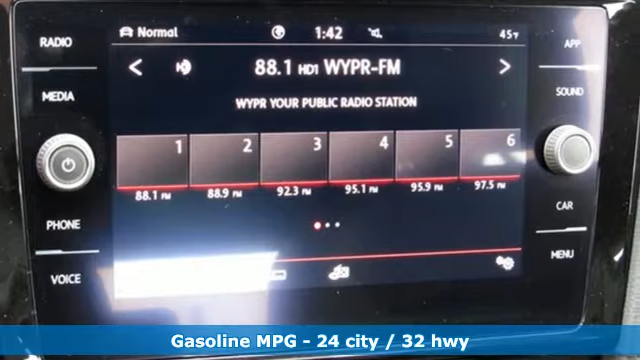 RADIO
MEDIA
PHONE
VOICE
Normal 1:42 45°F
88.1 HD1 WYPR-FM
WYPR YOUR PUBLIC RADIO STATION
1 2 3 4 5 6
88.1 FM 88.9 FM 92.3 FM 95.1 FM 95.9 FM 97.5 FM
APP
SOUND
CAR
MENU
Gasoline MPG - 24 city / 32 hwy